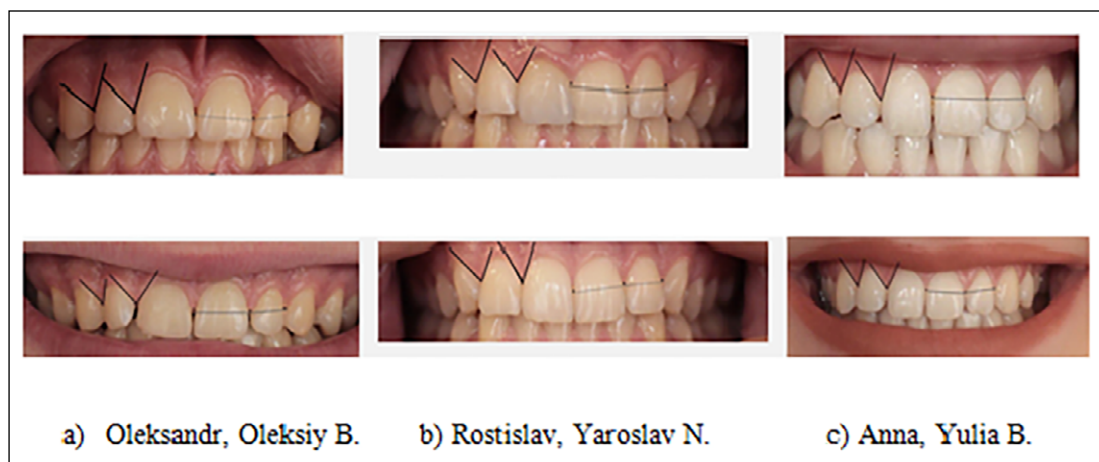 a) Oleksandr, Oleksiy B. b) Rostislav, Yaroslav N. c) Anna, Yulia B.